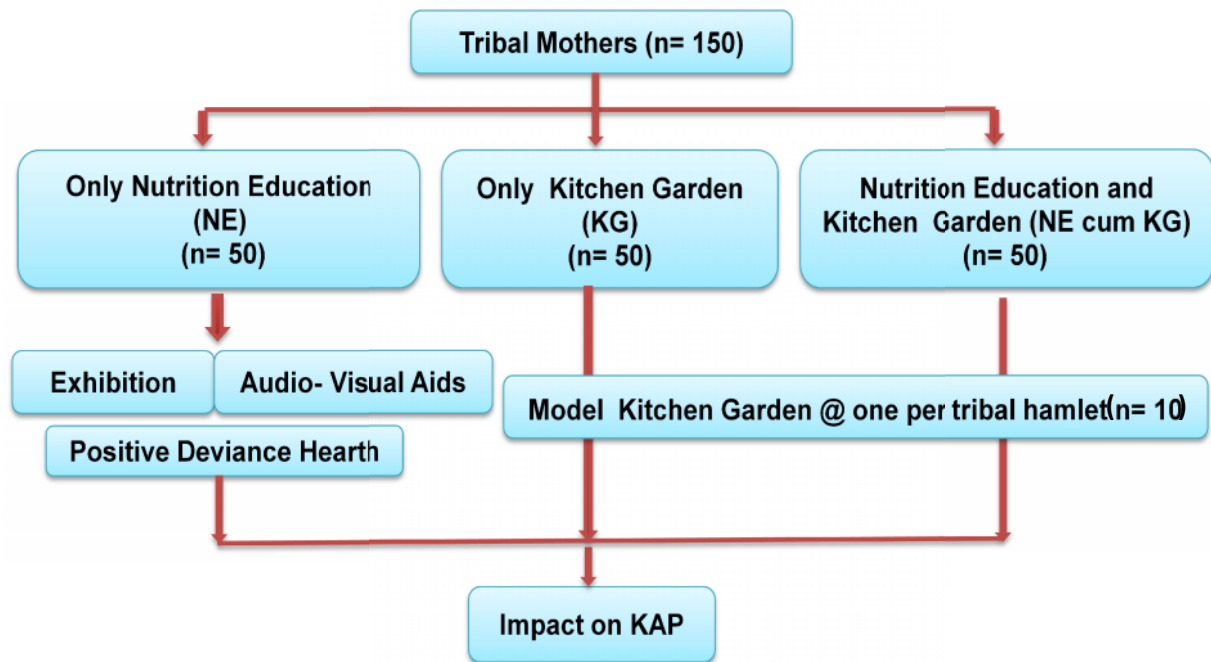 Tribal Mothers (n= 150)
Only Nutrition Education
(NE)
(n= 50)
Only Kitchen Garden
(KG)
(n= 50)
Nutrition Education and
Kitchen Garden (NE cum KG)
(n= 50)
Exhibition
Audio- Visual Aids
Positive Deviance Hearth
Model Kitchen Garden @ one per tribal hamlet(n= 10)
Impact on KAP